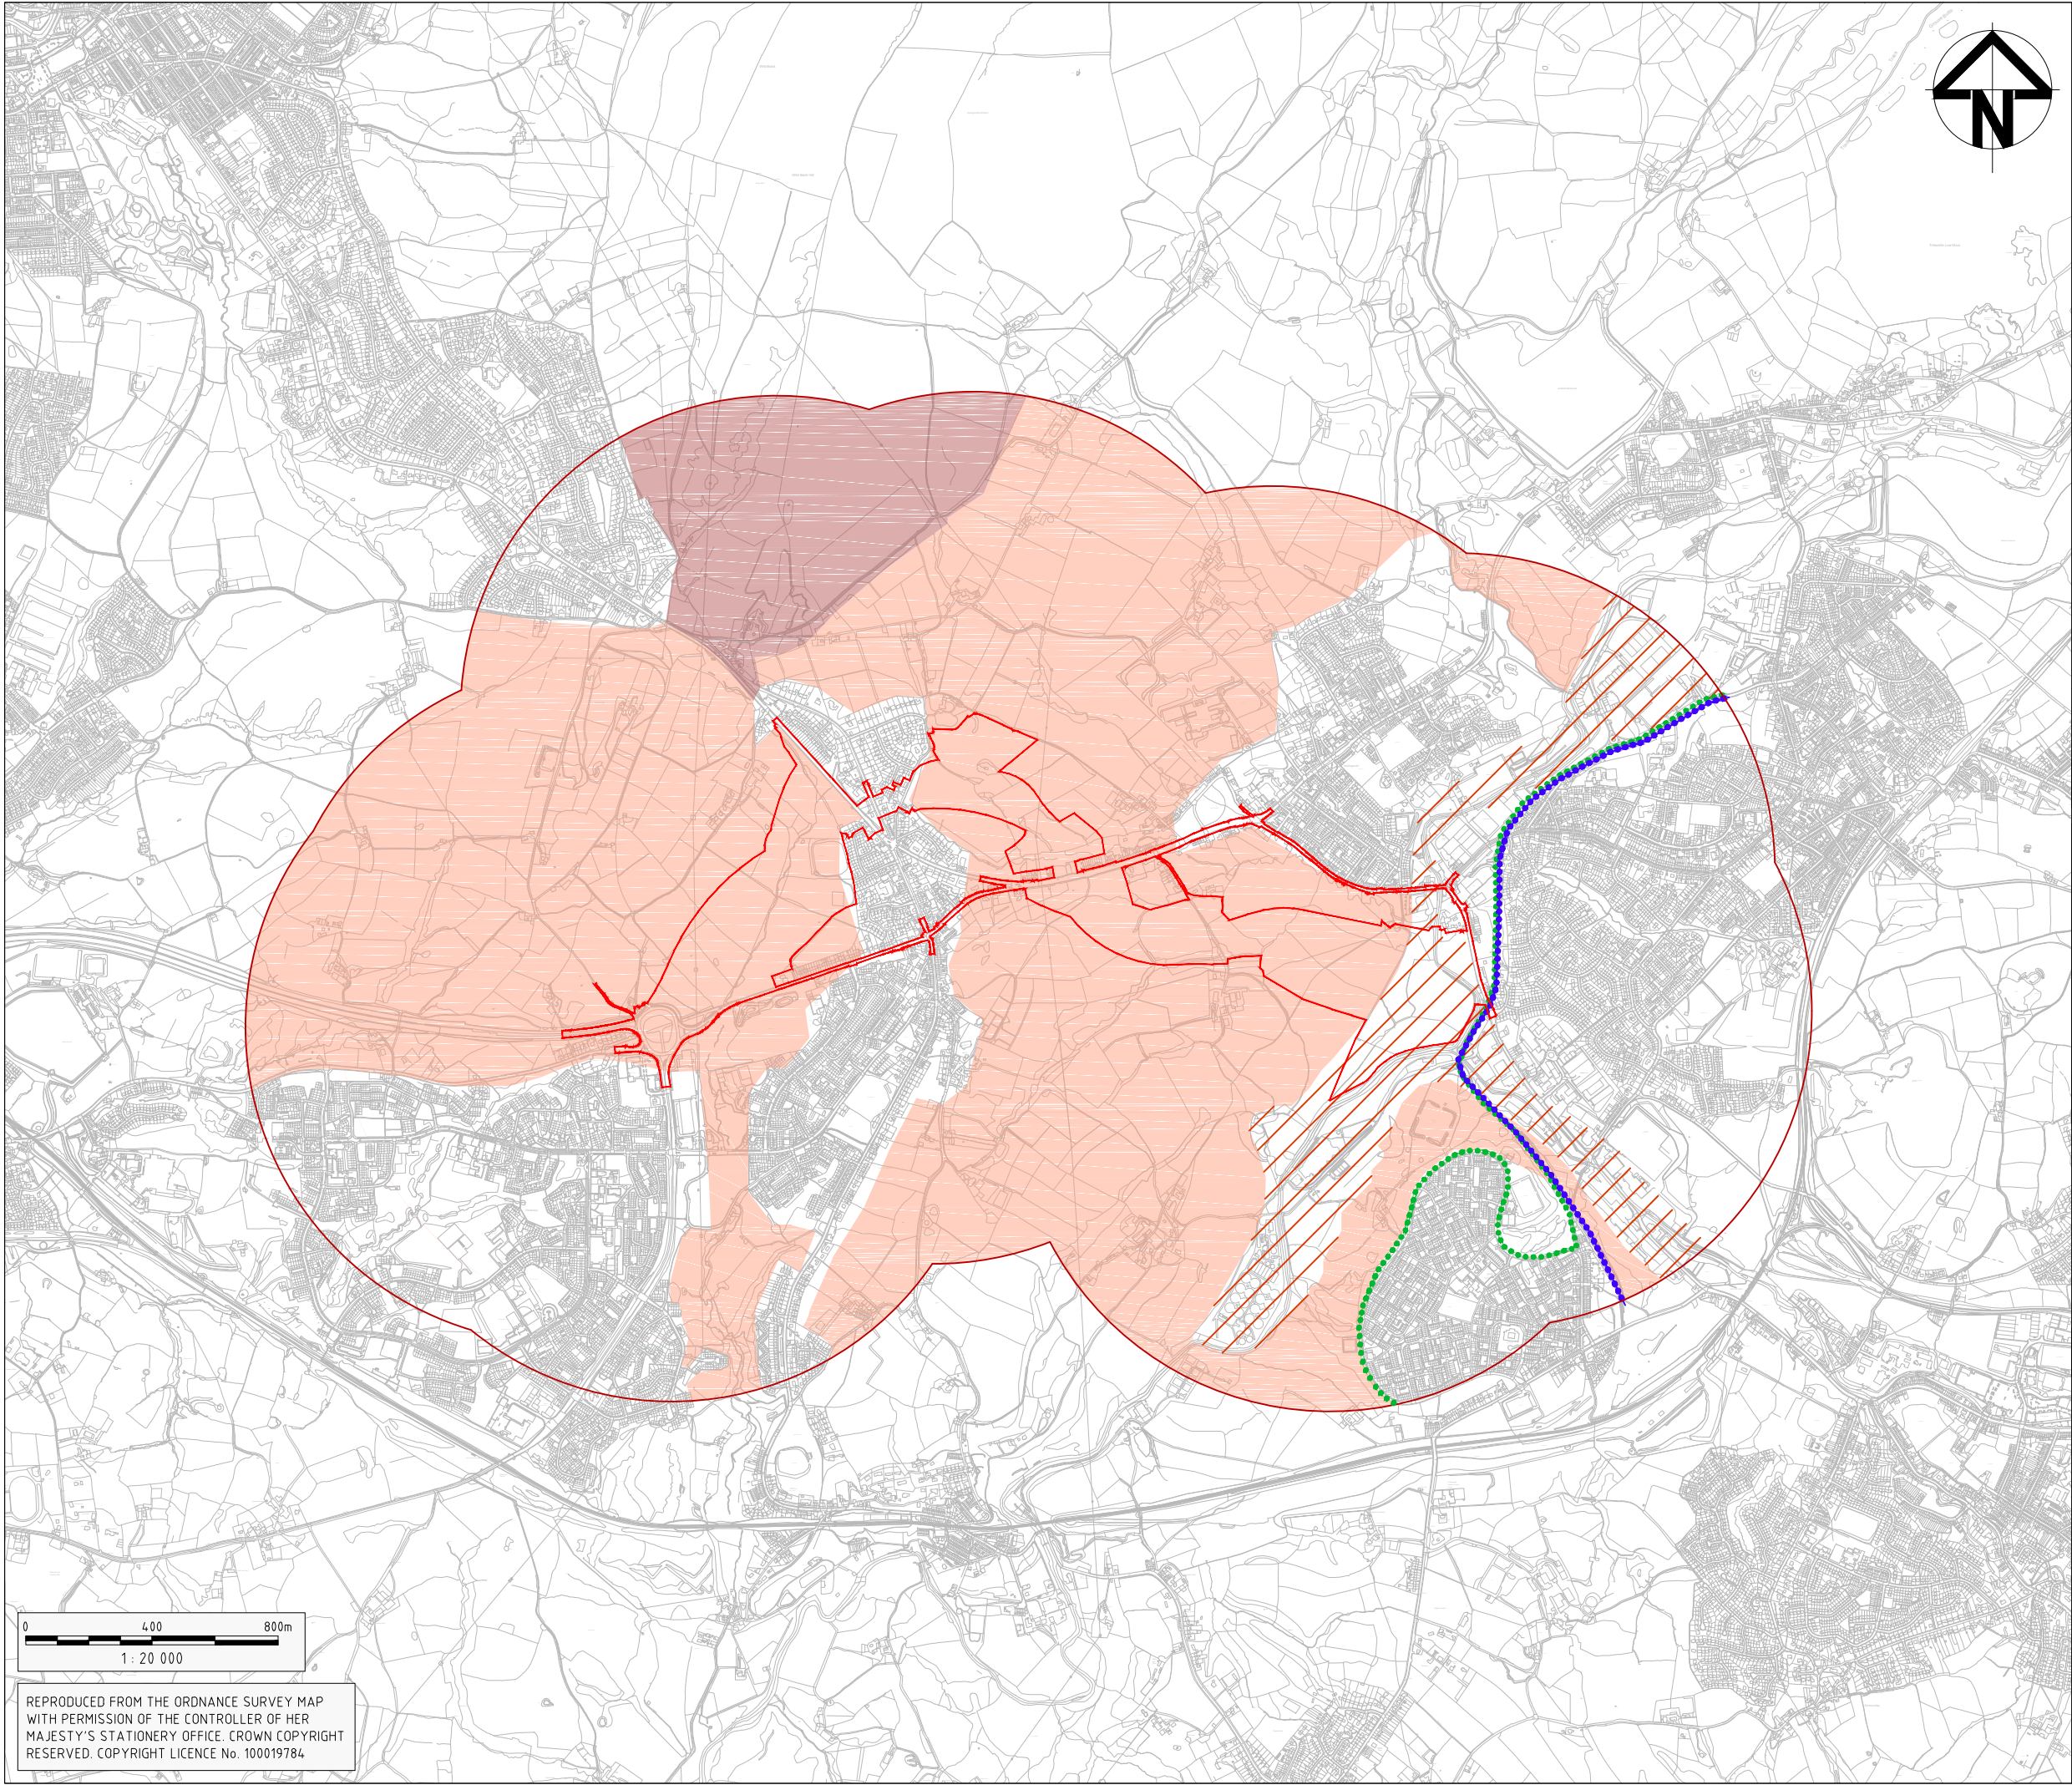 N
0 400 800m
1 : 20 000
REPRODUCED FROM THE ORDNANCE SURVEY MAP
WITH PERMISSION OF THE CONTROLLER OF HER
MAJESTY'S STATIONERY OFFICE. CROWN COPYRIGHT
RESERVED. COPYRIGHT LICENCE No. 100019784